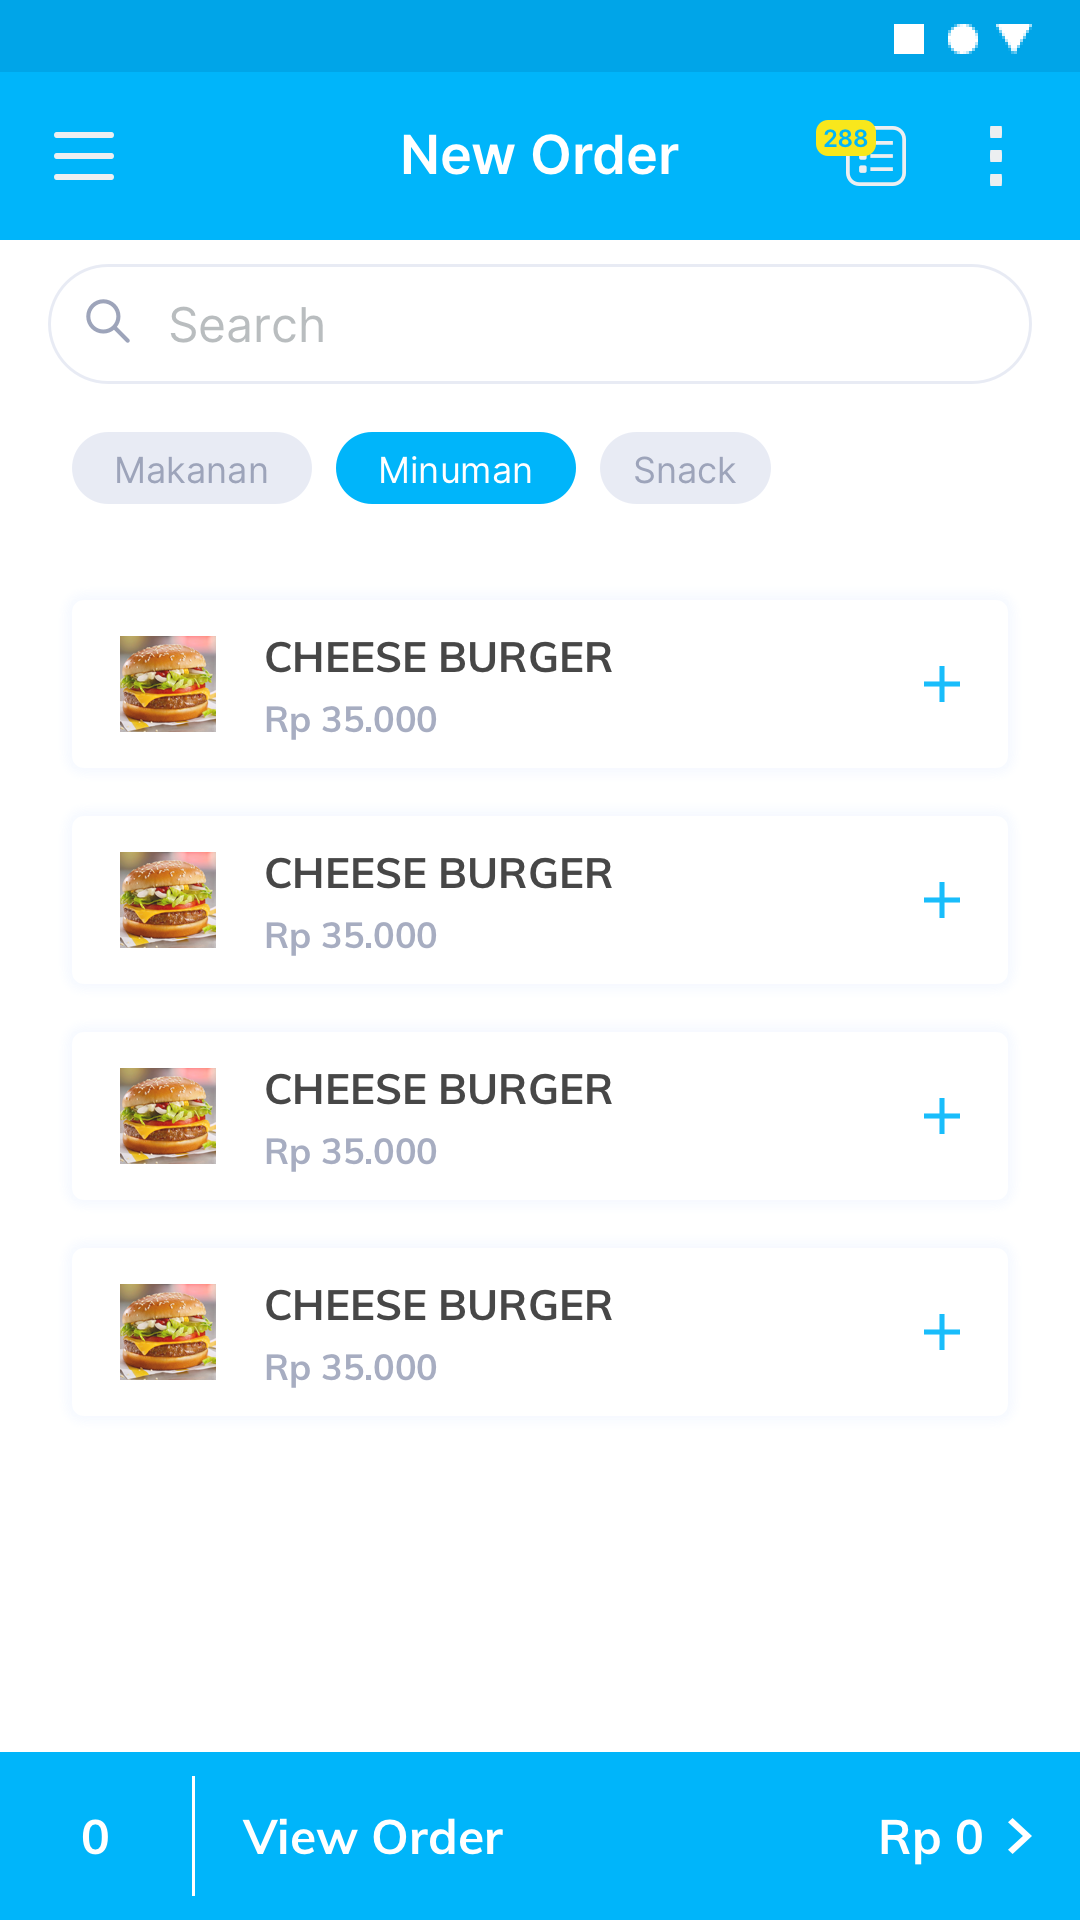 New Order
288
Search
Makanan Minuman Snack
CHEESE BURGER
Rp 35.000
CHEESE BURGER
Rp 35.000
CHEESE BURGER
Rp 35.000
CHEESE BURGER
Rp 35.000
0 View Order Rp 0